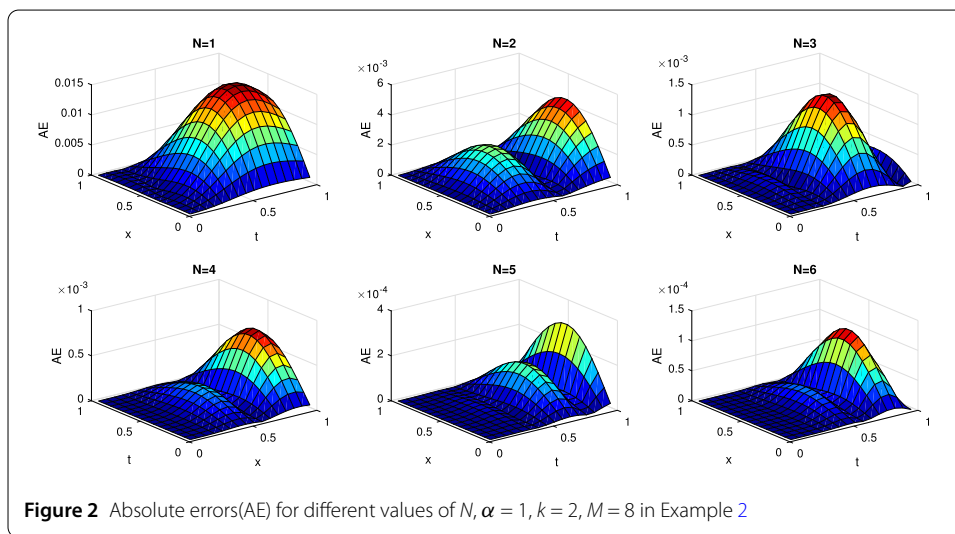 N=1
0.015
0.01
0.005
0
AE
1
0.5
0
x
0
0.5
1
t
N=2
×10⁻³
6
4
2
0
AE
1
0.5
0
x
0
0.5
1
t
N=3
×10⁻³
1.5
1
0.5
0
AE
1
0.5
0
x
0
0.5
1
t
N=4
×10⁻³
1
0.5
0
AE
1
0.5
0
t
0
0.5
1
x
N=5
×10⁻⁴
4
2
0
AE
1
0.5
0
x
0
0.5
1
t
N=6
×10⁻⁴
1.5
1
0.5
0
AE
1
0.5
0
x
0
0.5
1
t
Figure 2 Absolute errors(AE) for different values of N, α = 1, k = 2, M = 8 in Example 2